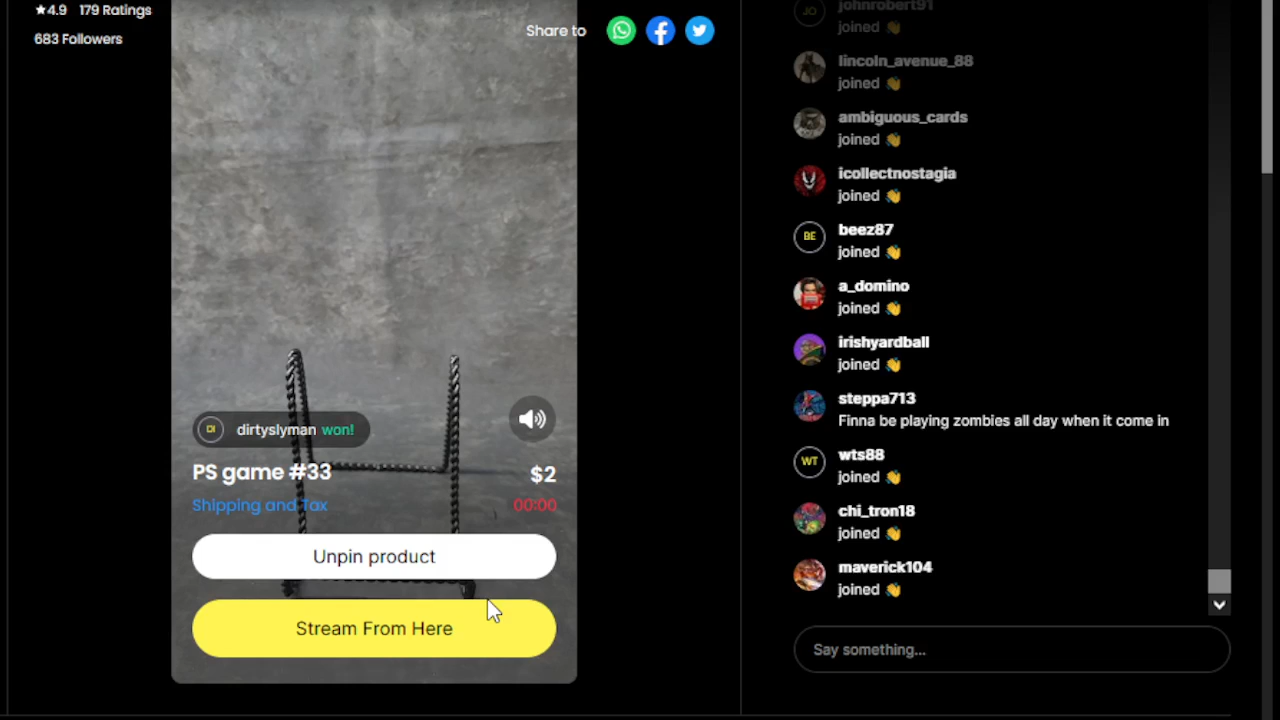 ★4.9 179 Ratings
683 Followers
Share to
DI dirtyslyman won!
PS game #33
$2
Shipping and Tax
00:00
Unpin product
Stream From Here
JO johnrobert91
joined 👋
lincoln_avenue_88
joined 👋
ambiguous_cards
joined 👋
icollectnostagia
joined 👋
BE beez87
joined 👋
a_domino
joined 👋
irishyardball
joined 👋
steppa713
Finna be playing zombies all day when it come in
WT wts88
joined 👋
chi_tron18
joined 👋
maverick104
joined 👋
Say something...